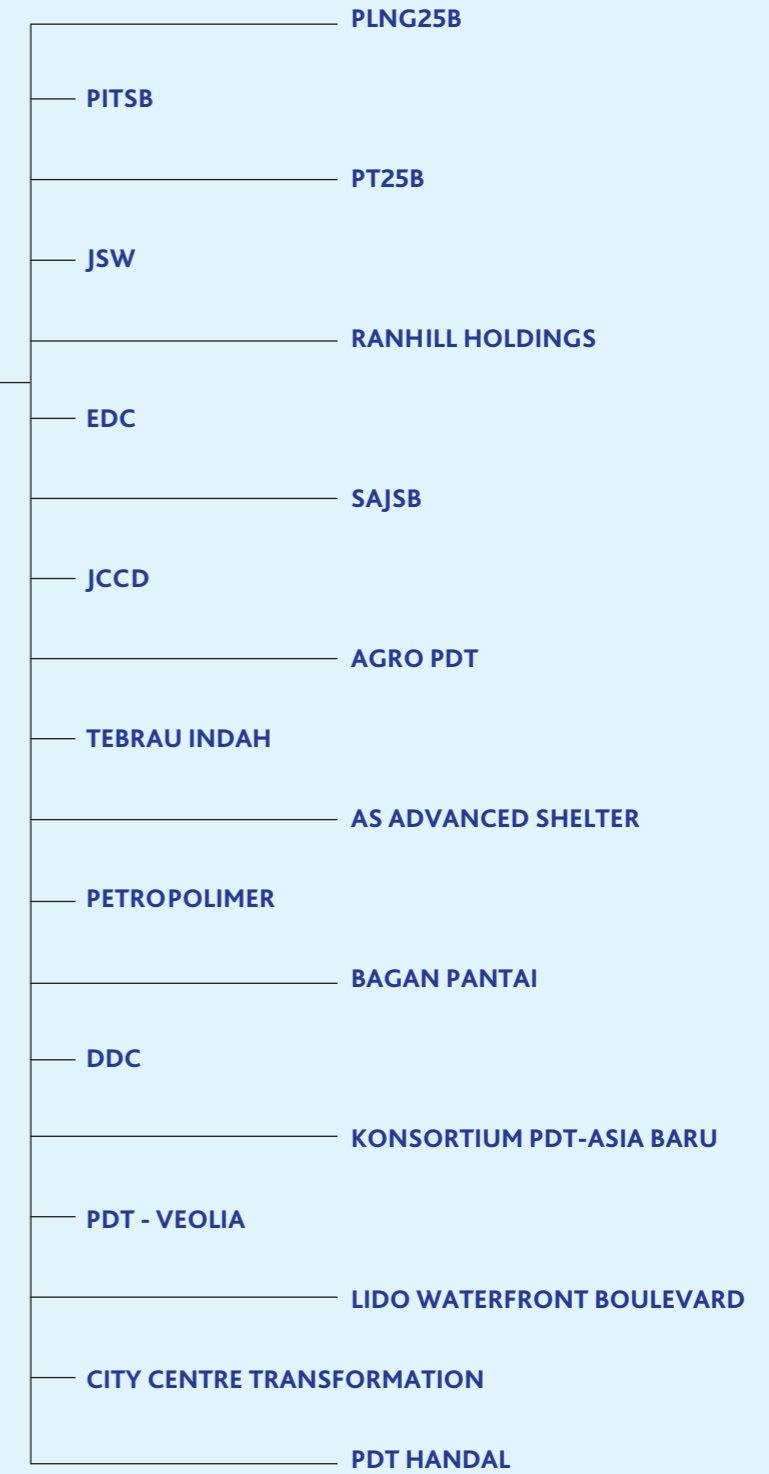 PLNG25B
PITSB
PT25B
JSW
RANHILL HOLDINGS
EDC
SAJSB
JCCD
AGRO PDT
TEBRAU INDAH
AS ADVANCED SHELTER
PETROPOLIMER
BAGAN PANTAI
DDC
KONSORTIUM PDT-ASIA BARU
PDT - VEOLIA
LIDO WATERFRONT BOULEVARD
CITY CENTRE TRANSFORMATION
PDT HANDAL